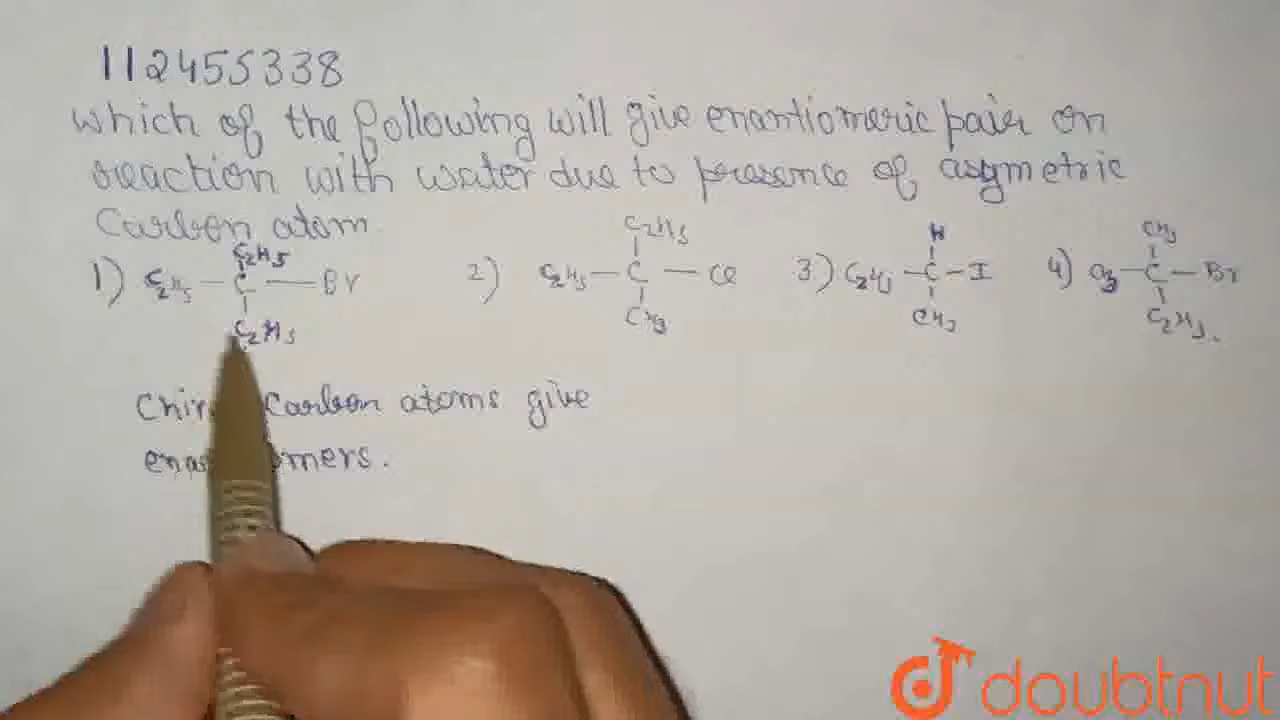 112455338
which of the following will give enantiomeric pair on
reaction with water due to presence of asymetric
Carbon atom.
1) C2H5 - C - Br
C2H5
C2H5
2) C2H5 - C - Cl
C2H5
CH3
3) C2H5 - C - I
H
CH3
4) CH3 - C - Br
CH3
C2H5.
Carbon atoms give
doubtnut